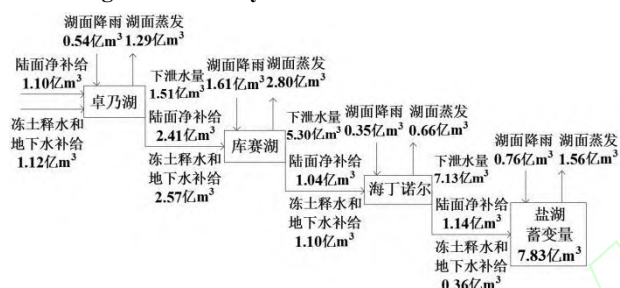 湖面降雨 湖面蒸发
0.54亿m³ 1.29亿m³
陆面净补给
1.10亿m³
卓乃湖
冻土释水和
地下水补给
1.12亿m³
下泄水量
1.51亿m³
湖面降雨 湖面蒸发
1.61亿m³ 2.80亿m³
陆面净补给
2.41亿m³
库赛湖
冻土释水和
地下水补给
2.57亿m³
下泄水量
5.30亿m³
湖面降雨 湖面蒸发
0.35亿m³ 0.66亿m³
陆面净补给
1.04亿m³
海丁诺尔
冻土释水和
地下水补给
1.10亿m³
下泄水量
7.13亿m³
湖面降雨 湖面蒸发
0.76亿m³ 1.56亿m³
陆面净补给
1.14亿m³
盐湖
蓄变量
7.83亿m³
冻土释水和
地下水补给
0.36亿m³